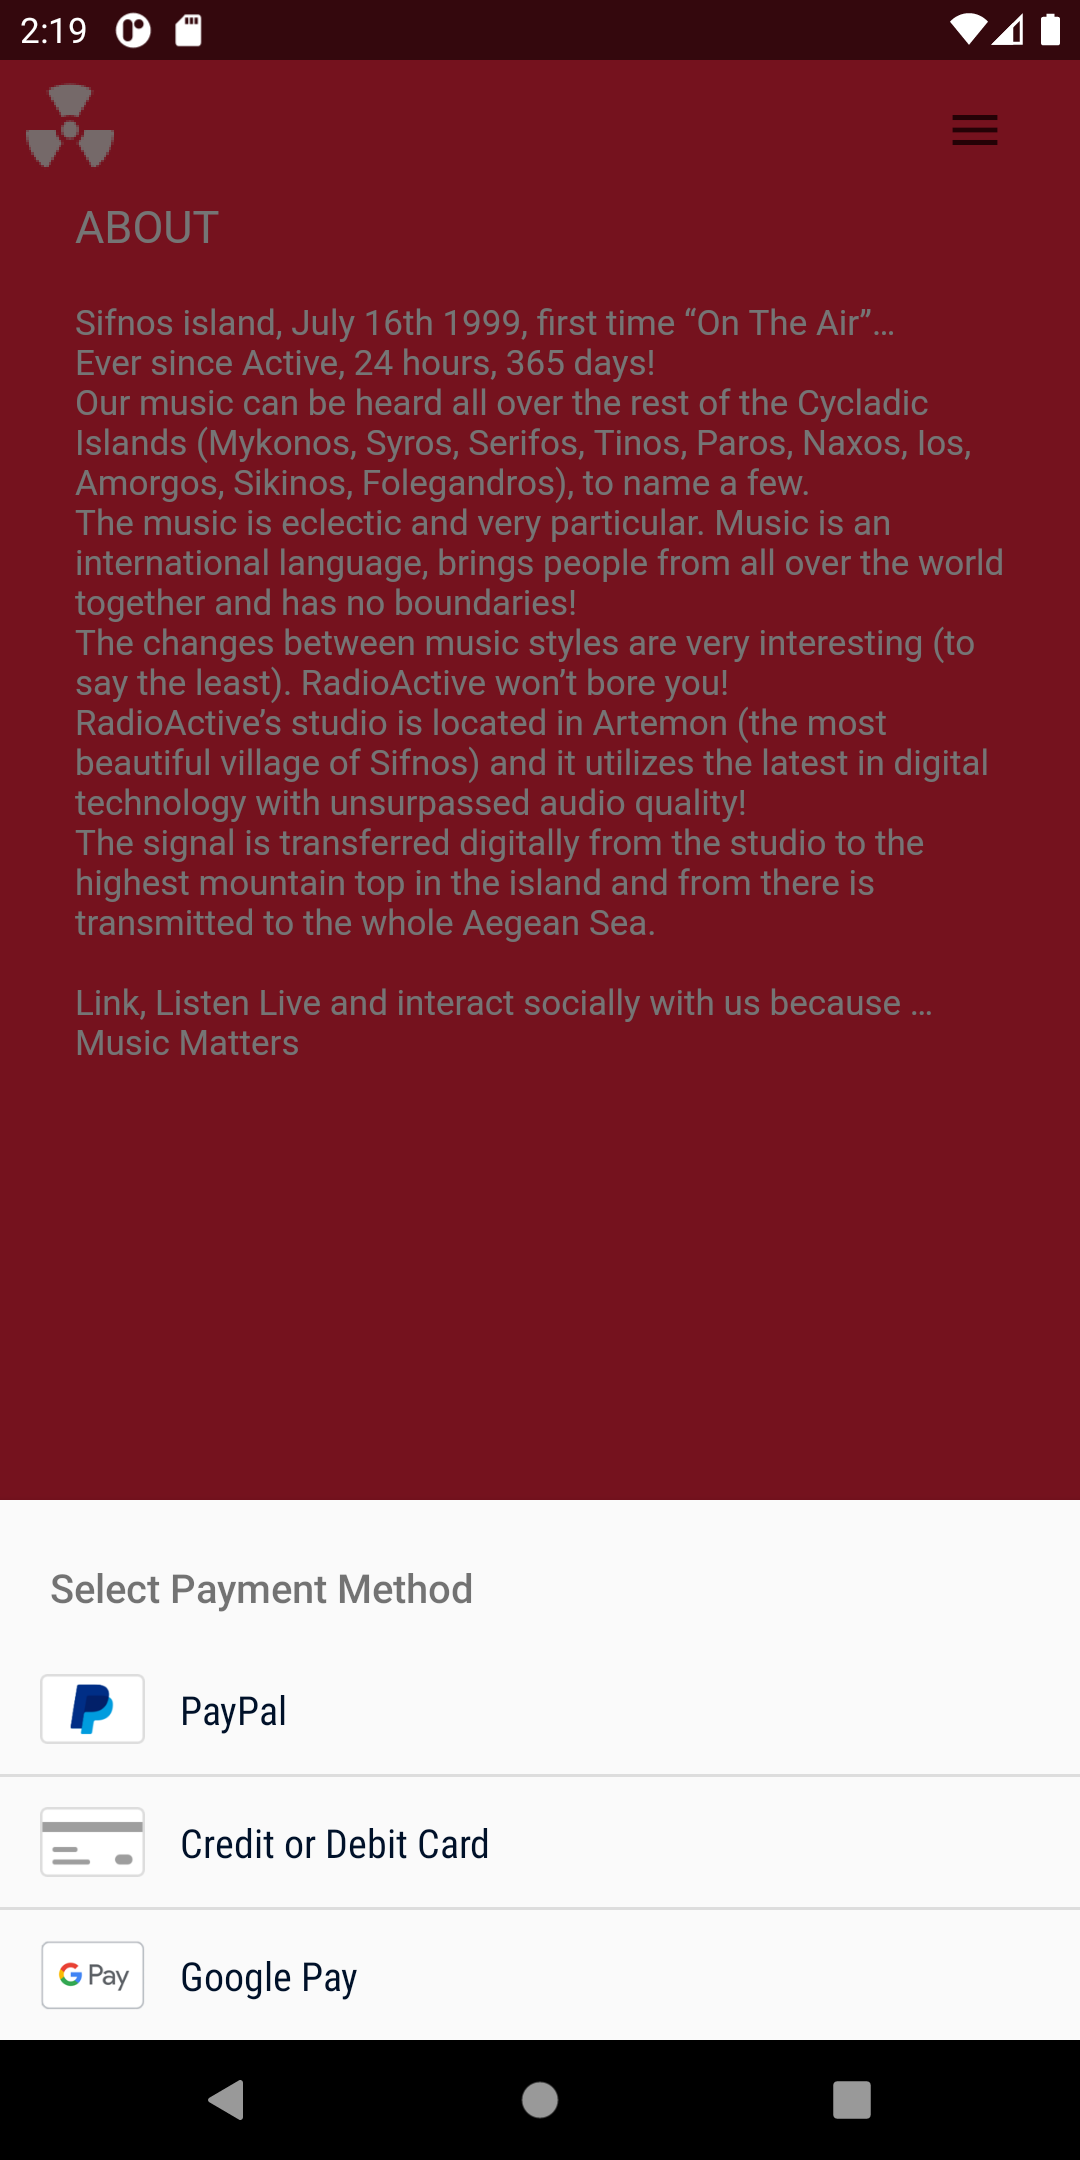 2:19
ABOUT
Sifnos island, July 16th 1999, first time “On The Air”...
Ever since Active, 24 hours, 365 days!
Our music can be heard all over the rest of the Cycladic
Islands (Mykonos, Syros, Serifos, Tinos, Paros, Naxos, Ios,
Amorgos, Sikinos, Folegandros), to name a few.
The music is eclectic and very particular. Music is an
international language, brings people from all over the world
together and has no boundaries!
The changes between music styles are very interesting (to
say the least). RadioActive won’t bore you!
RadioActive’s studio is located in Artemon (the most
beautiful village of Sifnos) and it utilizes the latest in digital
technology with unsurpassed audio quality!
The signal is transferred digitally from the studio to the
highest mountain top in the island and from there is
transmitted to the whole Aegean Sea.
Link, Listen Live and interact socially with us because ...
Music Matters
Select Payment Method
PayPal
Credit or Debit Card
G Pay
Google Pay